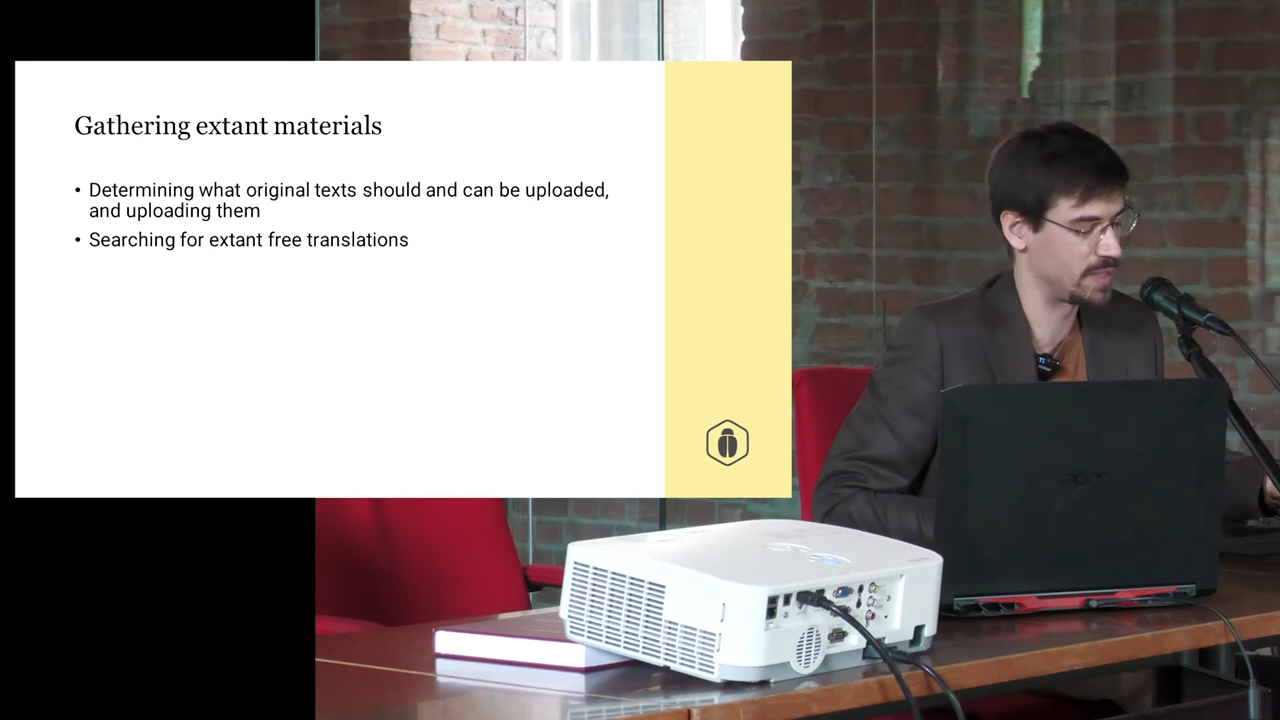 Gathering extant materials
• Determining what original texts should and can be uploaded,
and uploading them
• Searching for extant free translations
acer